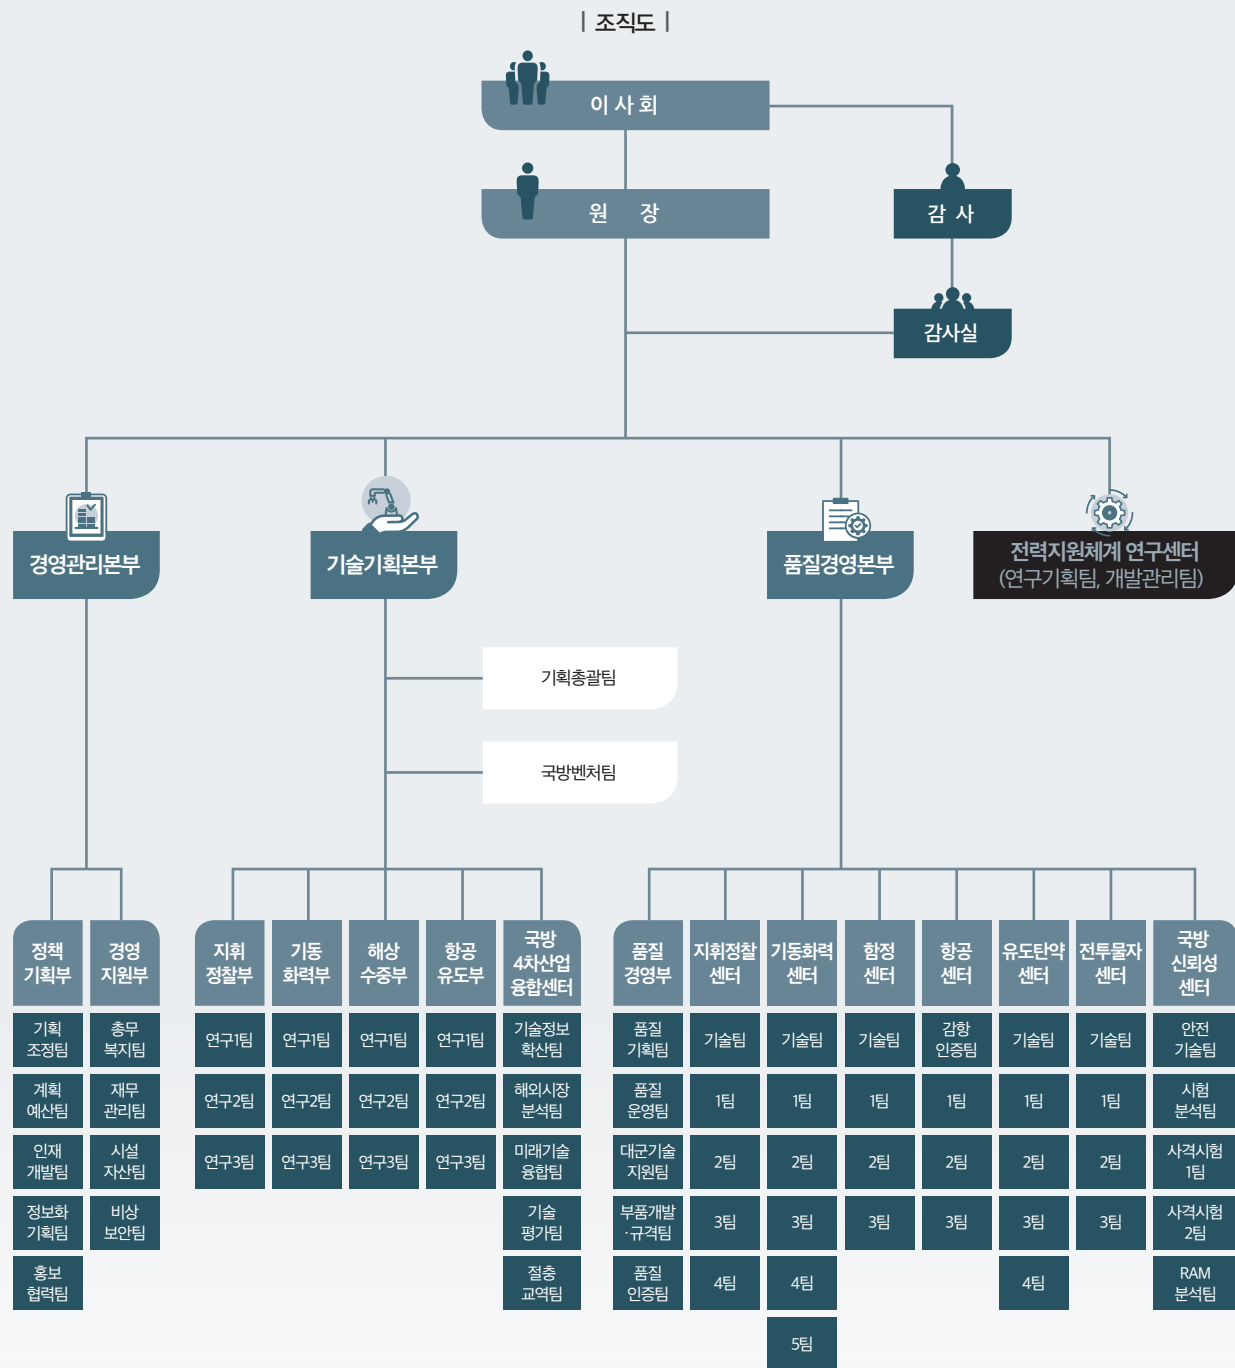 | 조직도 |
이 사 회
원 장
감 사
감사실
경영관리본부
기술기획본부
품질경영본부
전력지원체계 연구센터
(연구기획팀, 개발관리팀)
기획총괄팀
국방벤처팀
정책
기획부
기획
조정팀
계획
예산팀
인재
개발팀
정보화
기획팀
홍보
협력팀
경영
지원부
총무
복지팀
재무
관리팀
시설
자산팀
비상
보안팀
지휘
정찰부
연구1팀
연구2팀
연구3팀
기동
화력부
연구1팀
연구2팀
연구3팀
해상
수중부
연구1팀
연구2팀
연구3팀
항공
유도부
연구1팀
연구2팀
연구3팀
국방
4차산업
융합센터
기술정보
확산팀
해외시장
분석팀
미래기술
융합팀
기술
평가팀
절충
교역팀
품질
경영부
품질
기획팀
품질
운영팀
대군기술
지원팀
부품개발
·규격팀
품질
인증팀
지휘정찰
센터
기술팀
1팀
2팀
3팀
4팀
기동화력
센터
기술팀
1팀
2팀
3팀
4팀
5팀
함정
센터
기술팀
1팀
2팀
3팀
항공
센터
감항
인증팀
1팀
2팀
3팀
유도탄약
센터
기술팀
1팀
2팀
3팀
4팀
전투물자
센터
기술팀
1팀
2팀
3팀
국방
신뢰성
센터
안전
기술팀
시험
분석팀
사격시험
1팀
사격시험
2팀
RAM
분석팀